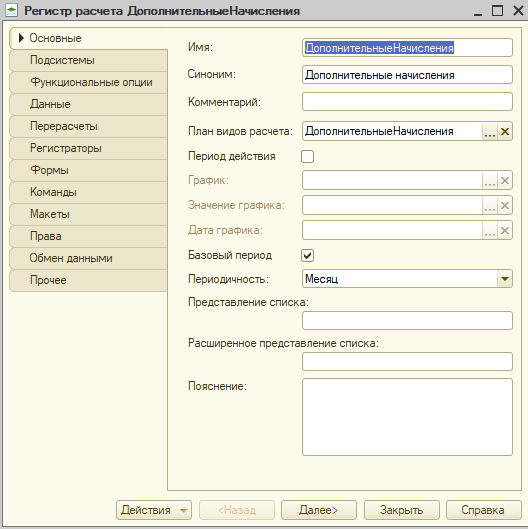 Регистр расчета ДополнительныеНачисления
Основные
Подсистемы
Функциональные опции
Данные
Перерасчеты
Регистраторы
Формы
Команды
Макеты
Права
Обмен данными
Прочее
Имя: ДополнительныеНачисления
Синоним: Дополнительные начисления
Комментарий:
План видов расчета: ДополнительныеНачисления ...
Период действия
График: ...
Значение графика: ...
Дата графика: ...
Базовый период
Периодичность: Месяц
Представление списка:
Расширенное представление списка:
Пояснение:
Действия <Назад Далее> Закрыть Справка